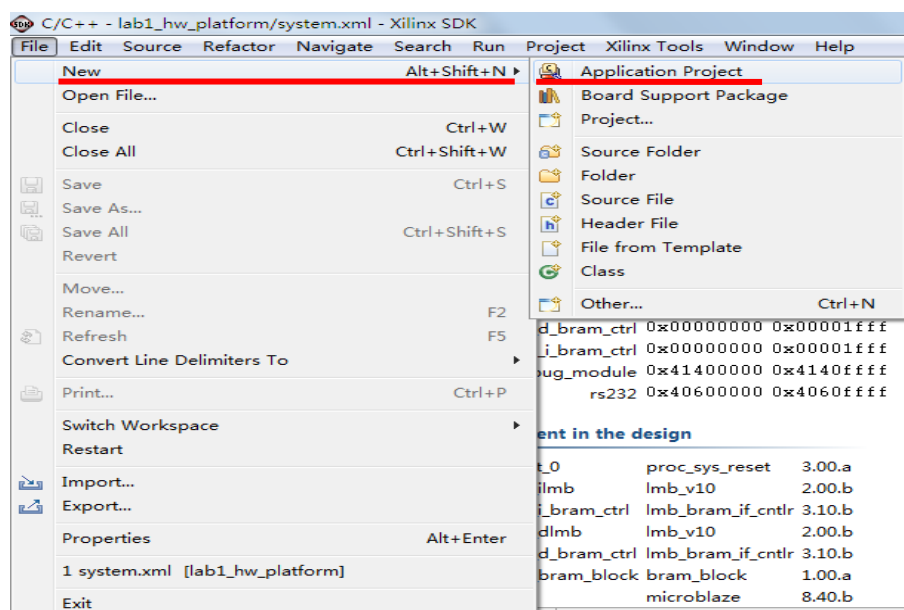 C/C++ - lab1_hw_platform/system.xml - Xilinx SDK
File Edit Source Refactor Navigate Search Run Project Xilinx Tools Window Help
New Alt+Shift+N
Open File...
Close Ctrl+W
Close All Ctrl+Shift+W
Save Ctrl+S
Save As...
Save All Ctrl+Shift+S
Revert
Move...
Rename... F2
Refresh F5
Convert Line Delimiters To
Print... Ctrl+P
Switch Workspace
Restart
Import...
Export...
Properties Alt+Enter
1 system.xml [lab1_hw_platform]
Exit
Application Project
Board Support Package
Project...
Source Folder
Folder
Source File
Header File
File from Template
Class
Other... Ctrl+N
d_bram_ctrl 0x00000000 0x00001fff
_i_bram_ctrl 0x00000000 0x00001fff
bug_module 0x41400000 0x4140ffff
rs232 0x40600000 0x4060ffff
ent in the design
t_0 proc_sys_reset 3.00.a
ilmb lmb_v10 2.00.b
i_bram_ctrl lmb_bram_if_cntlr 3.10.b
dlmb lmb_v10 2.00.b
d_bram_ctrl lmb_bram_if_cntlr 3.10.b
bram_block bram_block 1.00.a
microblaze 8.40.b